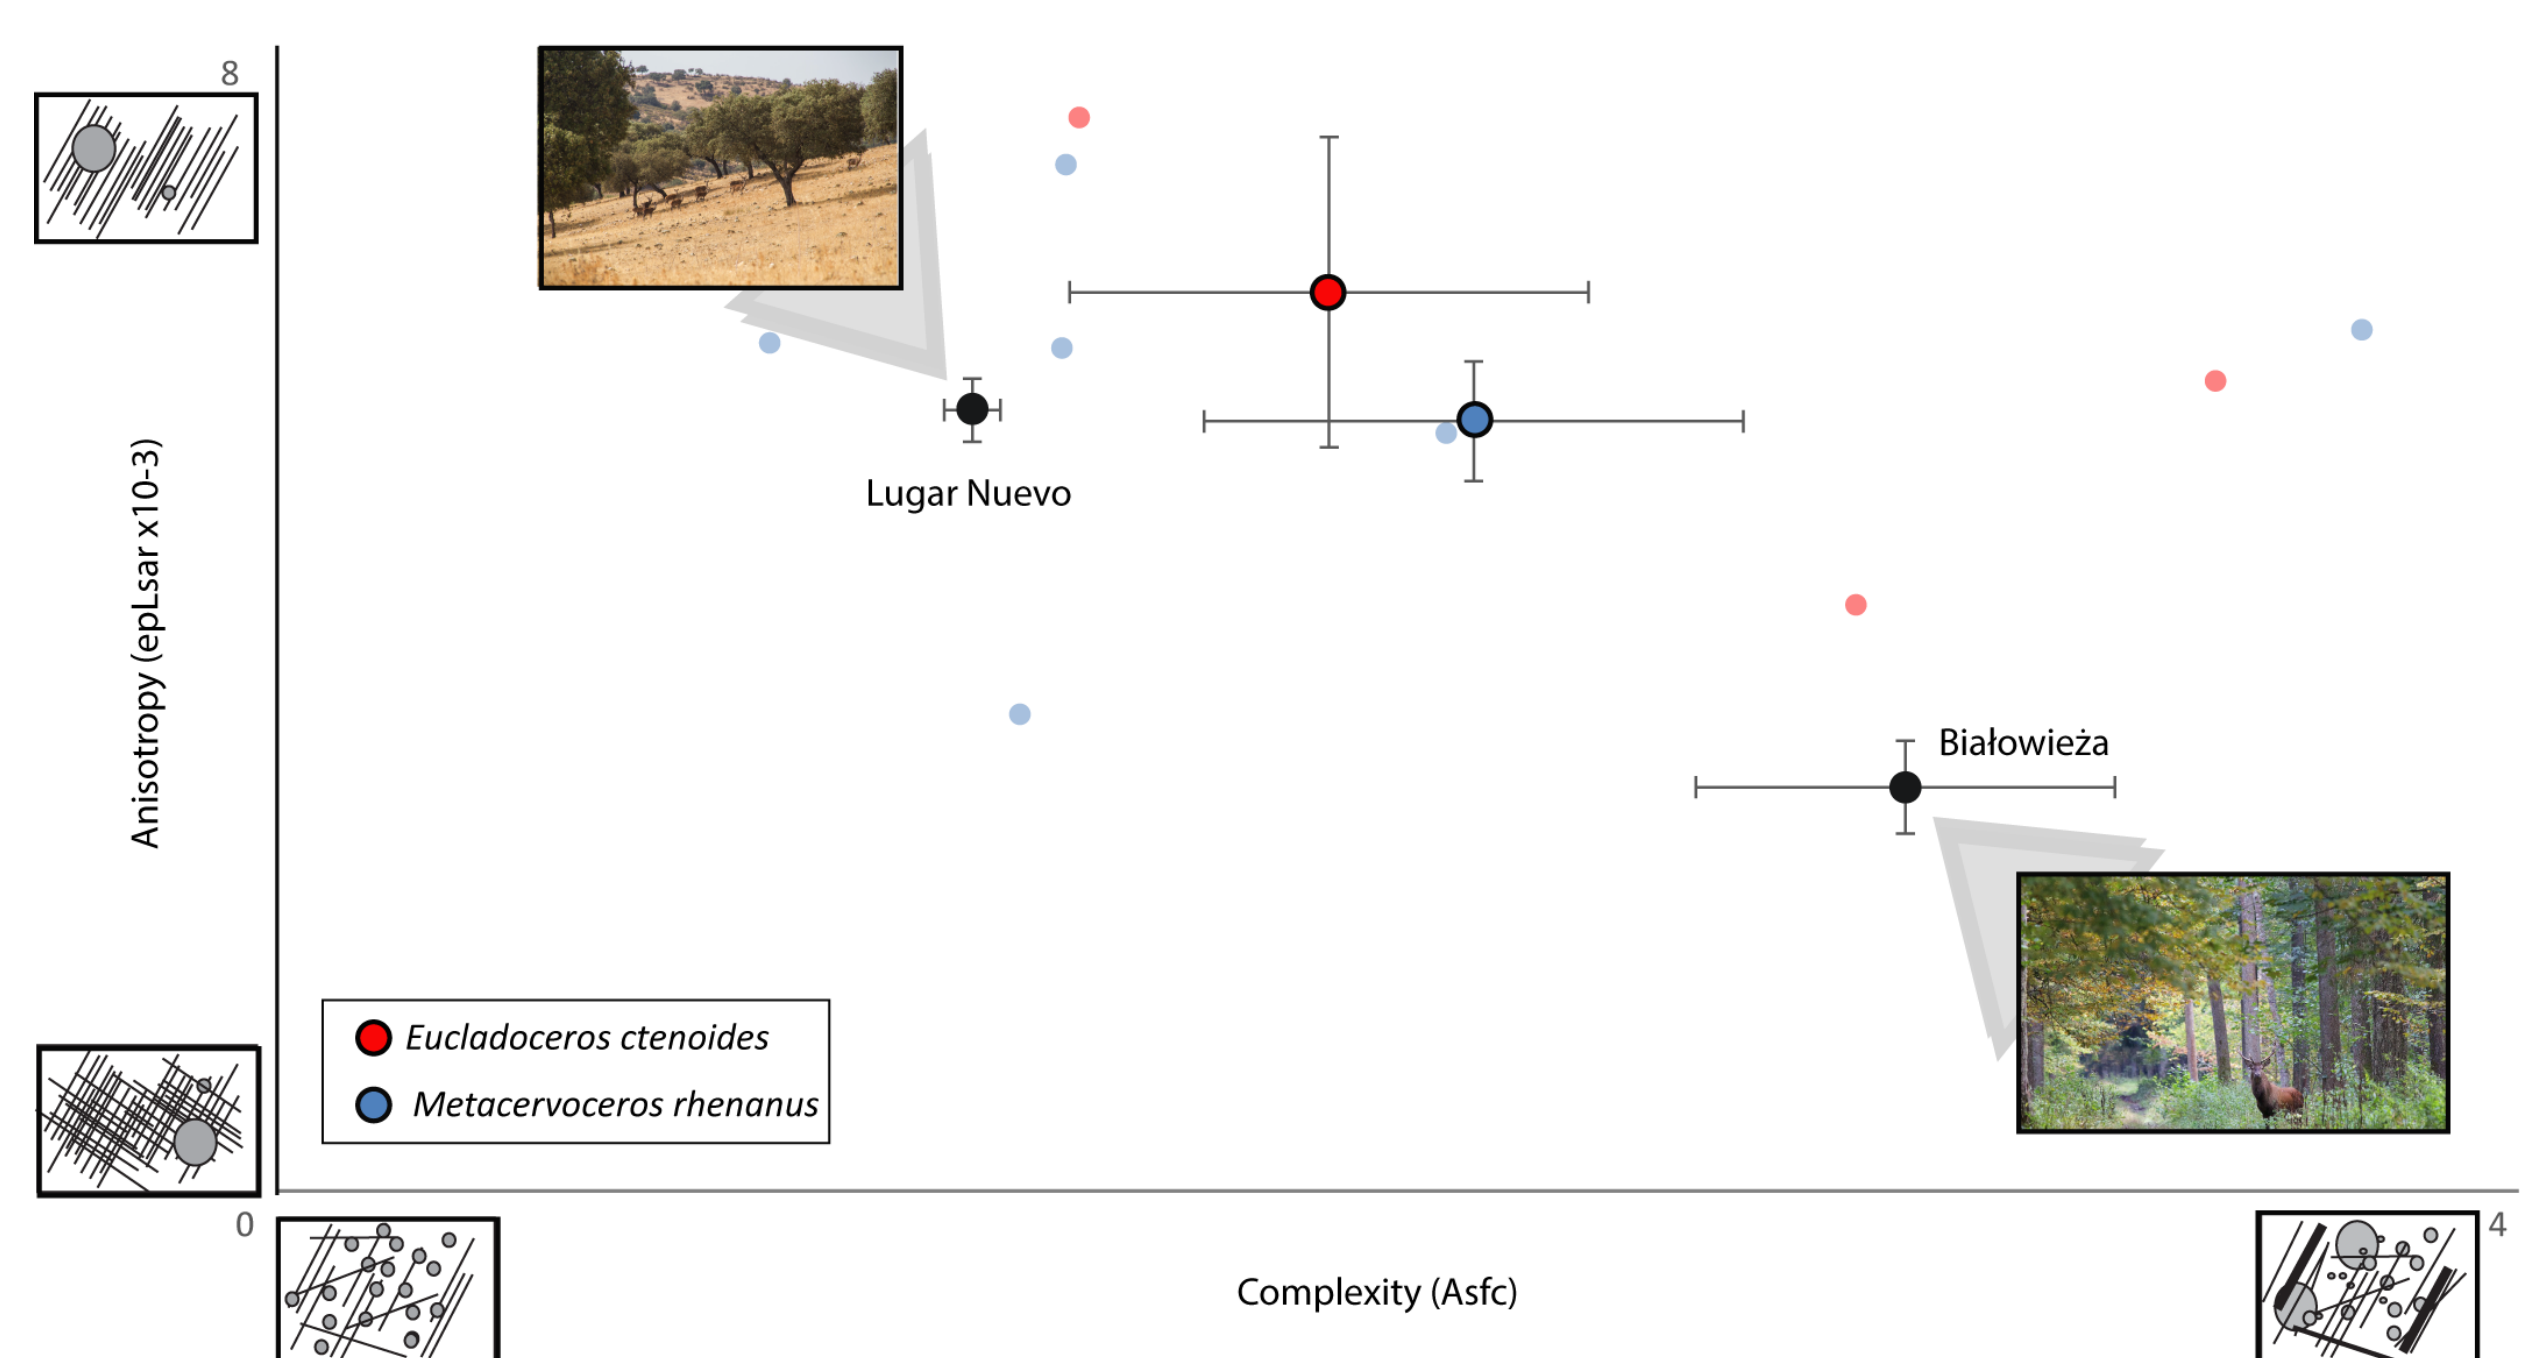 8
Anisotropy (epLsar x10-3)
Lugar Nuevo
Białowieża
Eucladoceros ctenoides
Metacervoceros rhenanus
0
4
Complexity (Asfc)